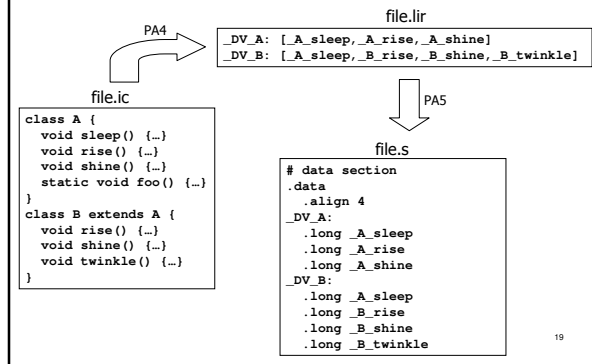 PA4
file.lir
_DV_A: [_A_sleep,_A_rise,_A_shine]
_DV_B: [_A_sleep,_B_rise,_B_shine,_B_twinkle]
file.ic
class A {
  void sleep() {…}
  void rise() {…}
  void shine() {…}
  static void foo() {…}
}
class B extends A {
  void rise() {…}
  void shine() {…}
  void twinkle() {…}
}
PA5
file.s
# data section
.data
  .align 4
_DV_A:
  .long _A_sleep
  .long _A_rise
  .long _A_shine
_DV_B:
  .long _A_sleep
  .long _B_rise
  .long _B_shine
  .long _B_twinkle
19